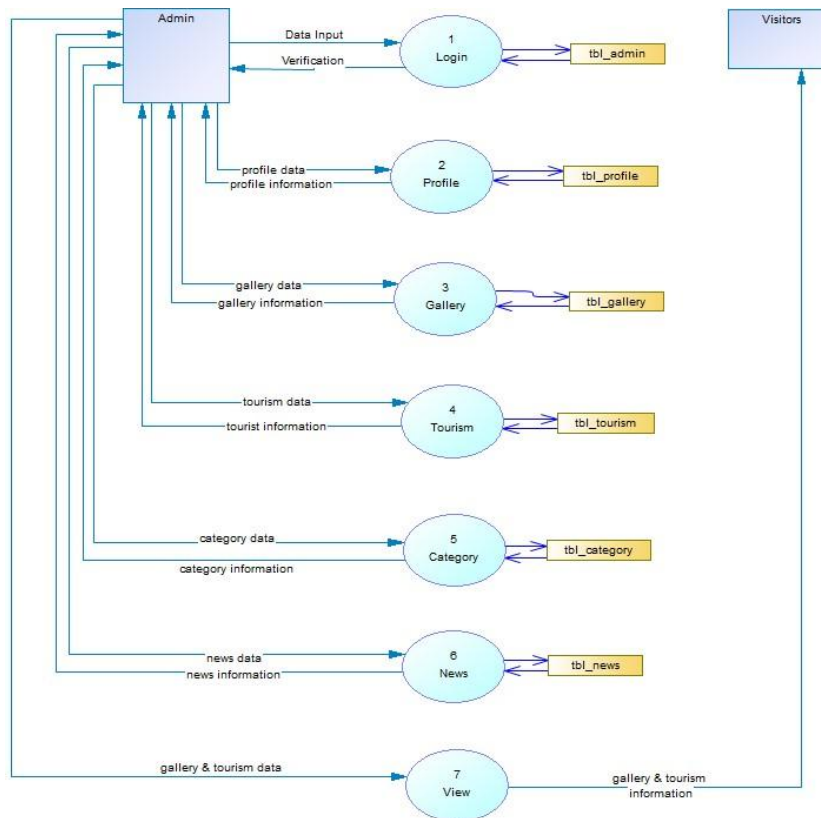 Admin
Visitors
Data Input
Verification
1
Login
tbl_admin
profile data
profile information
2
Profile
tbl_profile
gallery data
gallery information
3
Gallery
tbl_gallery
tourism data
tourist information
4
Tourism
tbl_tourism
category data
category information
5
Category
tbl_category
news data
news information
6
News
tbl_news
gallery & tourism data
7
View
gallery & tourism
information